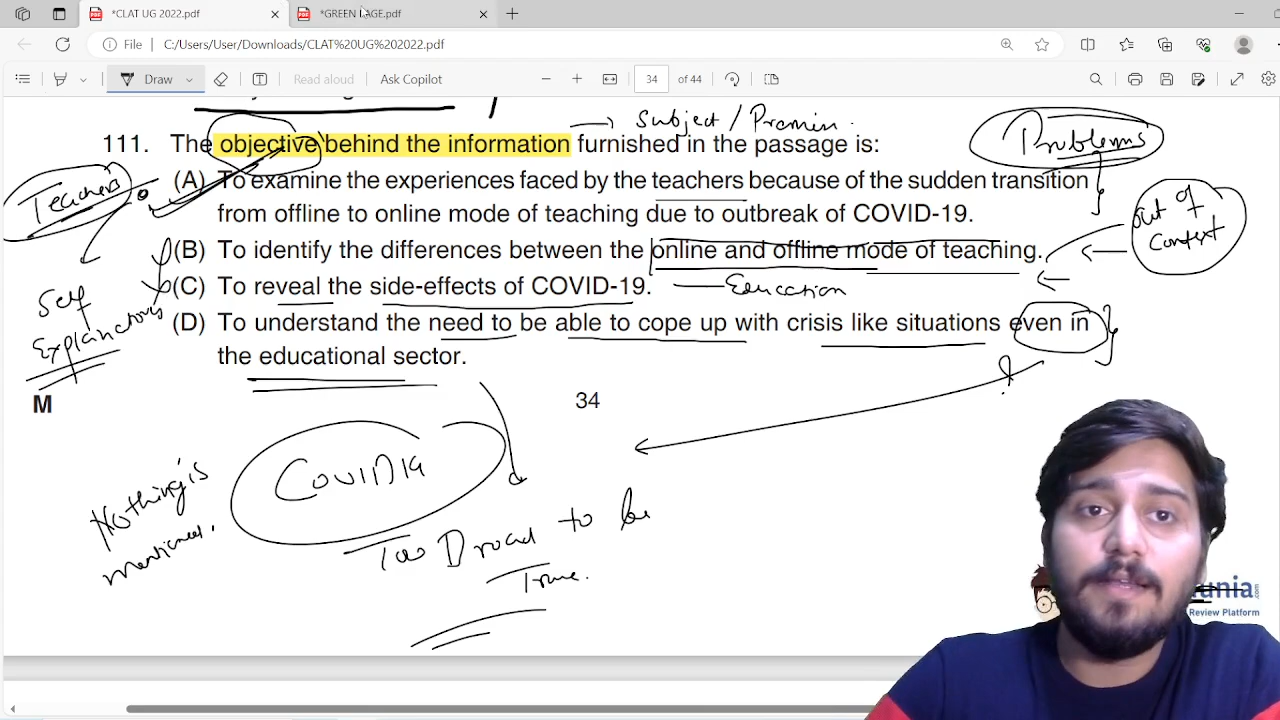 *CLAT UG 2022.pdf
*GREEN PAGE.pdf
File
C:/Users/User/Downloads/CLAT%20UG%202022.pdf
Draw
Read aloud
Ask Copilot
34 of 44
Subject /
111. The objective behind the information furnished in the passage is:
Problems
(A) To examine the experiences faced by the teachers because of the sudden transition
from offline to online mode of teaching due to outbreak of COVID-19.
Teachers
out of
context
(B) To identify the differences between the online and offline mode of teaching.
(C) To reveal the side-effects of COVID-19.
Education
Self
(D) To understand the need to be able to cope up with crisis like situations even in
the educational sector.
M
34
COVID19
Nothing is
mentioned.
Too Broad to be
True.
Review Platform